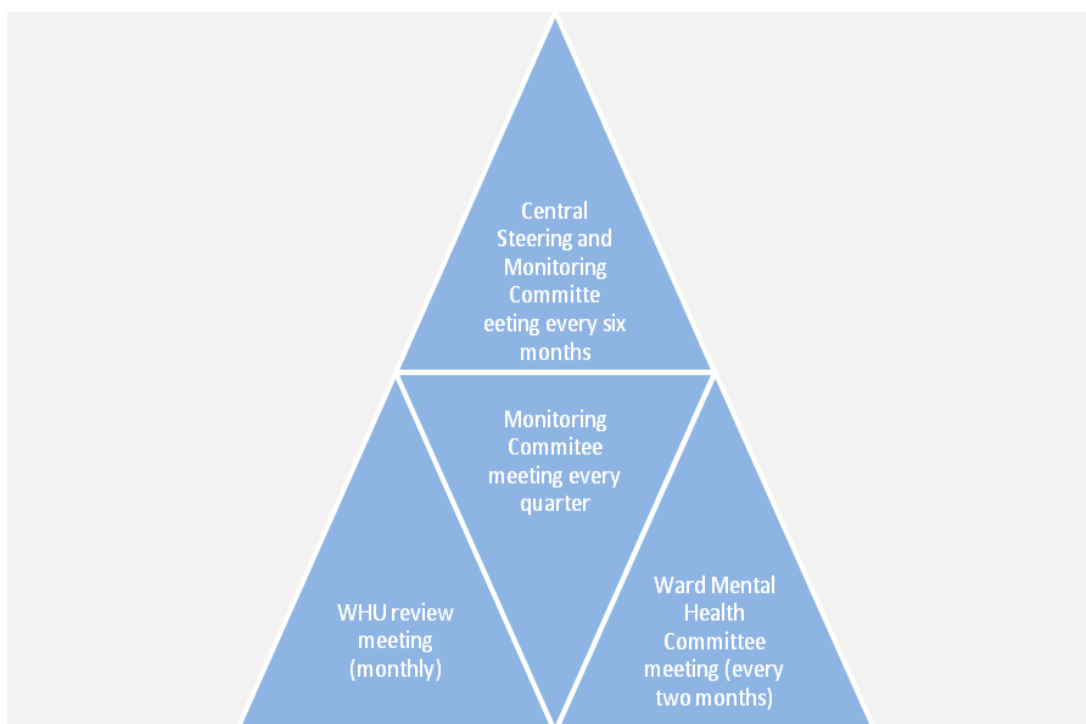 Central
Steering and
Monitoring
Committe
eeting every six
months
Monitoring
Commitee
meeting every
quarter
WHU review
meeting
(monthly)
Ward Mental
Health
Committee
meeting (every
two months)